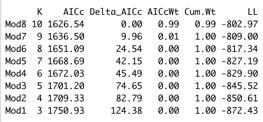 K AICc Delta_AICc AICcWt Cum.Wt LL
Mod8 10 1626.54 0.00 0.99 0.99 -802.97
Mod7 9 1636.50 9.96 0.01 1.00 -809.00
Mod6 8 1651.09 24.54 0.00 1.00 -817.34
Mod5 7 1668.69 42.15 0.00 1.00 -827.19
Mod4 6 1672.03 45.49 0.00 1.00 -829.90
Mod3 5 1701.20 74.65 0.00 1.00 -845.52
Mod2 4 1709.33 82.79 0.00 1.00 -850.61
Mod1 3 1750.93 124.38 0.00 1.00 -872.43